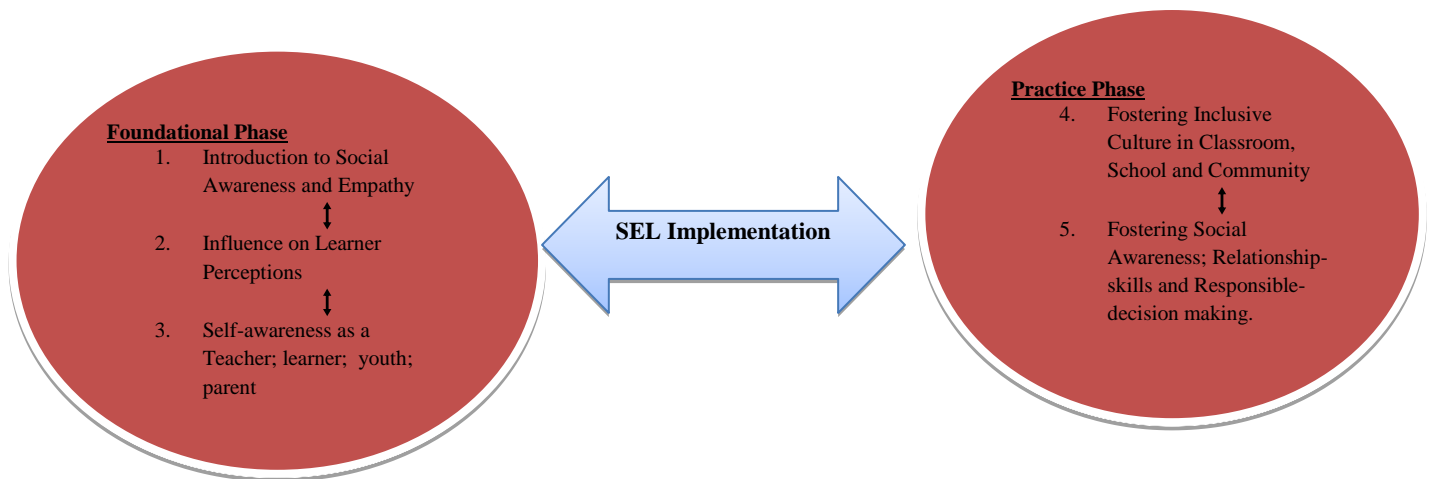 Foundational Phase
1. Introduction to Social
Awareness and Empathy
2. Influence on Learner
Perceptions
3. Self-awareness as a
Teacher; learner; youth;
parent
SEL Implementation
Practice Phase
4. Fostering Inclusive
Culture in Classroom,
School and Community
5. Fostering Social
Awareness; Relationship-
skills and Responsible-
decision making.